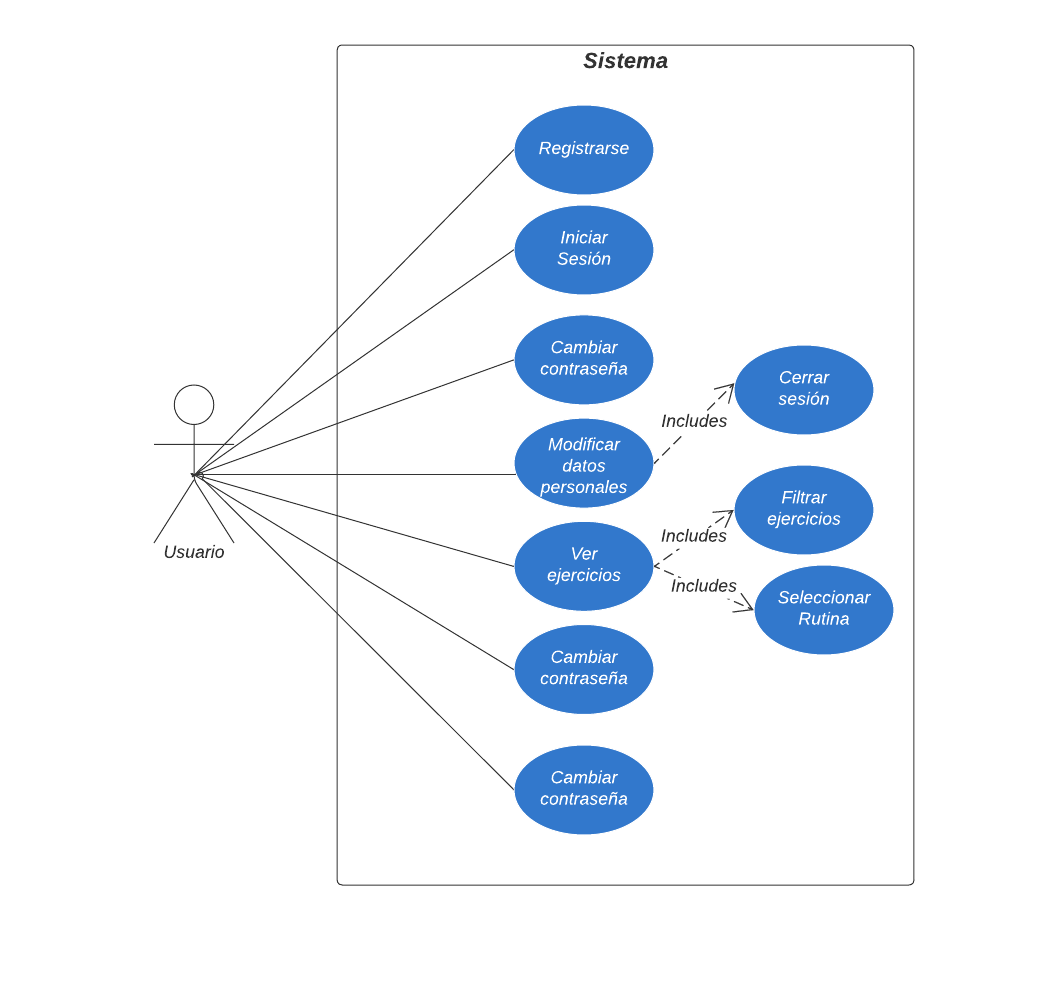 Sistema
Registrarse
Iniciar
Sesión
Cambiar
contraseña
Cerrar
sesión
Includes
Modificar
datos
personales
Filtrar
ejercicios
Includes
Ver
ejercicios
Includes
Seleccionar
Rutina
Usuario
Cambiar
contraseña
Cambiar
contraseña